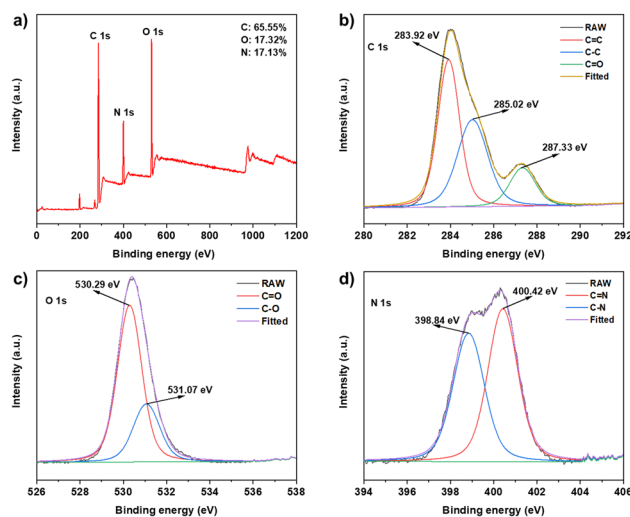 a)
C 1s
N 1s
O 1s
C: 65.55%
O: 17.32%
N: 17.13%
Intensity (a.u.)
0 200 400 600 800 1000 1200
Binding energy (eV)
b)
C 1s
283.92 eV
285.02 eV
287.33 eV
RAW
C=C
C-C
C=O
Fitted
Intensity (a.u.)
280 282 284 286 288 290 292
Binding energy (eV)
c)
O 1s
530.29 eV
531.07 eV
RAW
C=O
C-O
Fitted
Intensity (a.u.)
526 528 530 532 534 536 538
Binding energy (eV)
d)
N 1s
398.84 eV
400.42 eV
RAW
C=N
C-N
Fitted
Intensity (a.u.)
394 396 398 400 402 404 406
Binding energy (eV)